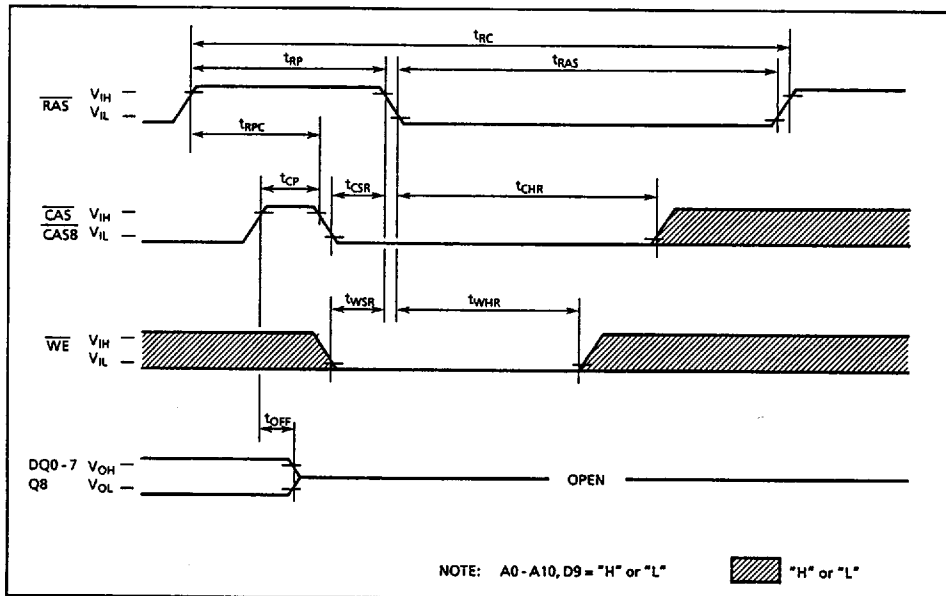 tRC
tRP
tRAS
RAS VIH
VIL
tRPC
tCP
tCSR
tCHR
CAS VIH
CAS8 VIL
tWSR
tWHR
WE VIH
VIL
tOFF
DQ0 - 7 VOH
Q8 VOL
OPEN
NOTE: A0 - A10, D9 = "H" or "L"
"H" or "L"